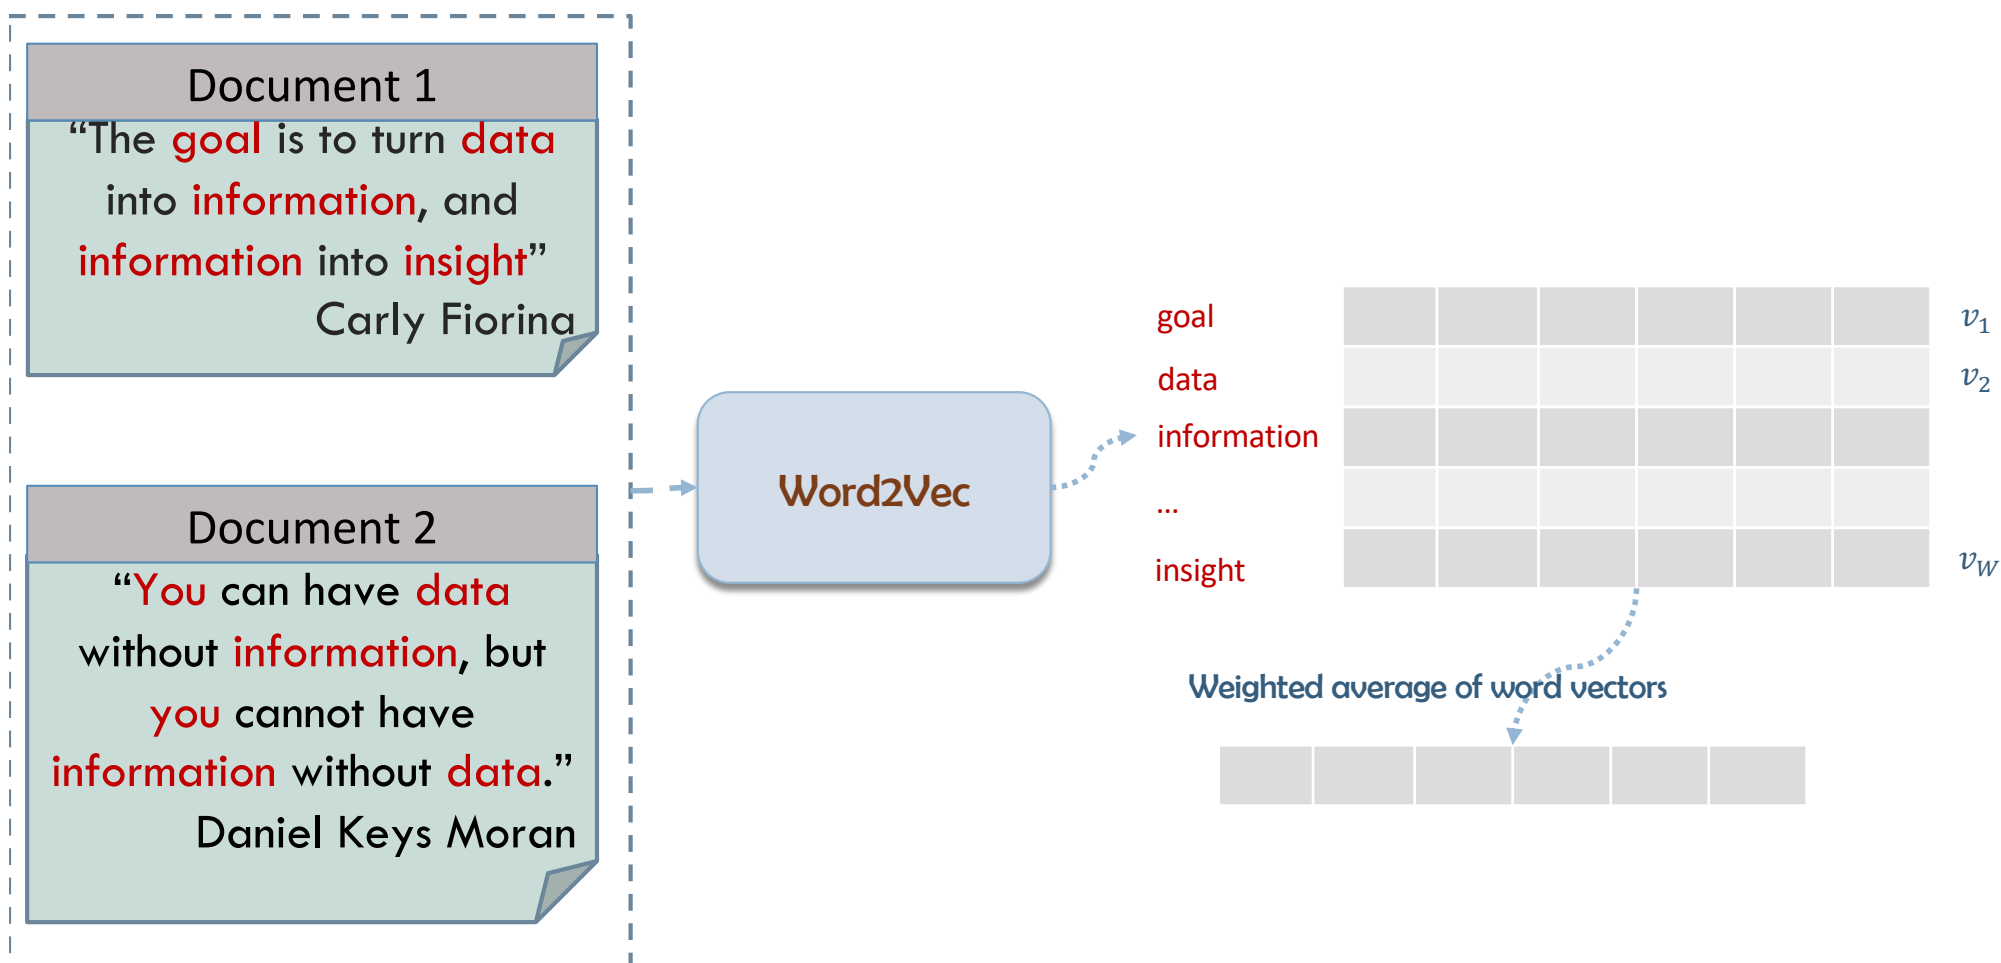 Document 1
“The goal is to turn data
into information, and
information into insight”
Carly Fiorina
Document 2
“You can have data
without information, but
you cannot have
information without data.”
Daniel Keys Moran
Word2Vec
goal
data
information
...
insight
v₁
v₂
v_W
Weighted average of word vectors